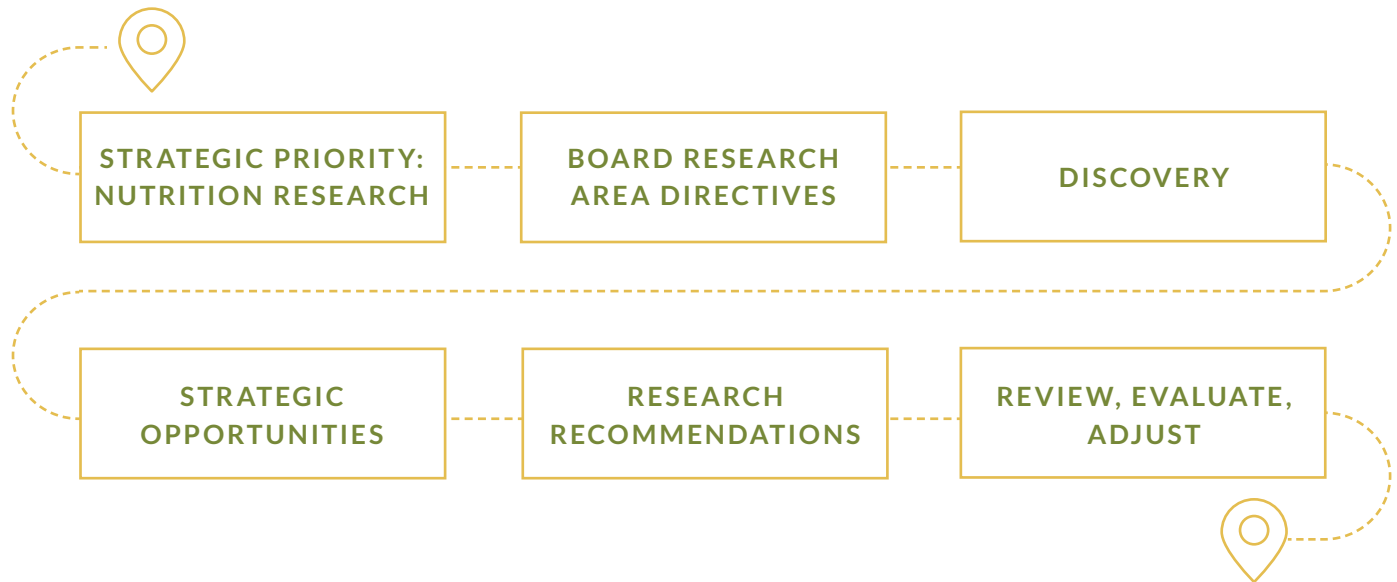 STRATEGIC PRIORITY:
NUTRITION RESEARCH
BOARD RESEARCH
AREA DIRECTIVES
DISCOVERY
STRATEGIC
OPPORTUNITIES
RESEARCH
RECOMMENDATIONS
REVIEW, EVALUATE,
ADJUST